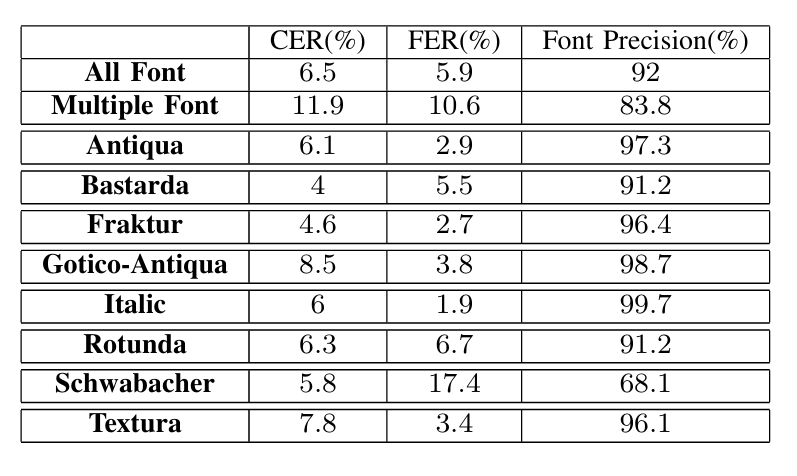 CER(%) FER(%) Font Precision(%)
All Font 6.5 5.9 92
Multiple Font 11.9 10.6 83.8
Antiqua 6.1 2.9 97.3
Bastarda 4 5.5 91.2
Fraktur 4.6 2.7 96.4
Gotico-Antiqua 8.5 3.8 98.7
Italic 6 1.9 99.7
Rotunda 6.3 6.7 91.2
Schwabacher 5.8 17.4 68.1
Textura 7.8 3.4 96.1